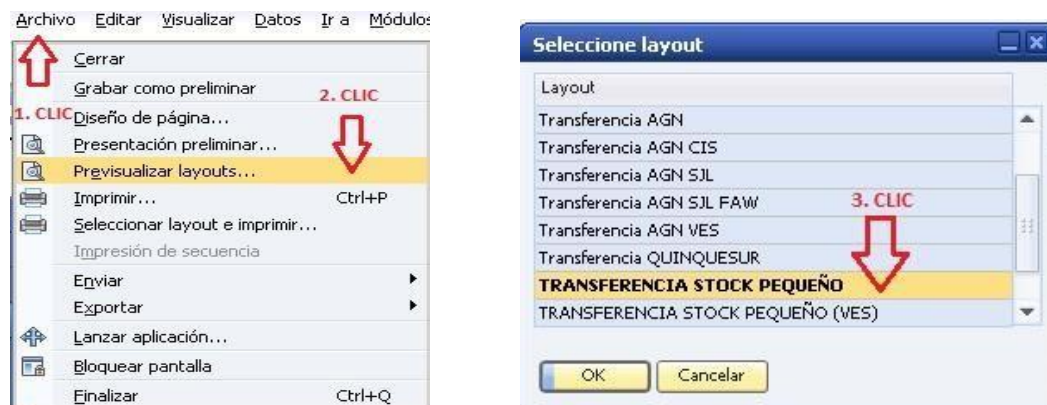 Archivo Editar Visualizar Datos Ir a Módulos
Cerrar
Grabar como preliminar
2. CLIC
1. CLIC
Diseño de página...
Presentación preliminar...
Previsualizar layouts...
Imprimir... Ctrl+P
Seleccionar layout e imprimir...
Impresión de secuencia
Enviar
Exportar
Lanzar aplicación...
Bloquear pantalla
Finalizar Ctrl+Q
Seleccione layout
Layout
Transferencia AGN
Transferencia AGN CIS
Transferencia AGN SJL
Transferencia AGN SJL FAW
3. CLIC
Transferencia AGN VES
Transferencia QUINQUESUR
TRANSFERENCIA STOCK PEQUEÑO
TRANSFERENCIA STOCK PEQUEÑO (VES)
OK Cancelar